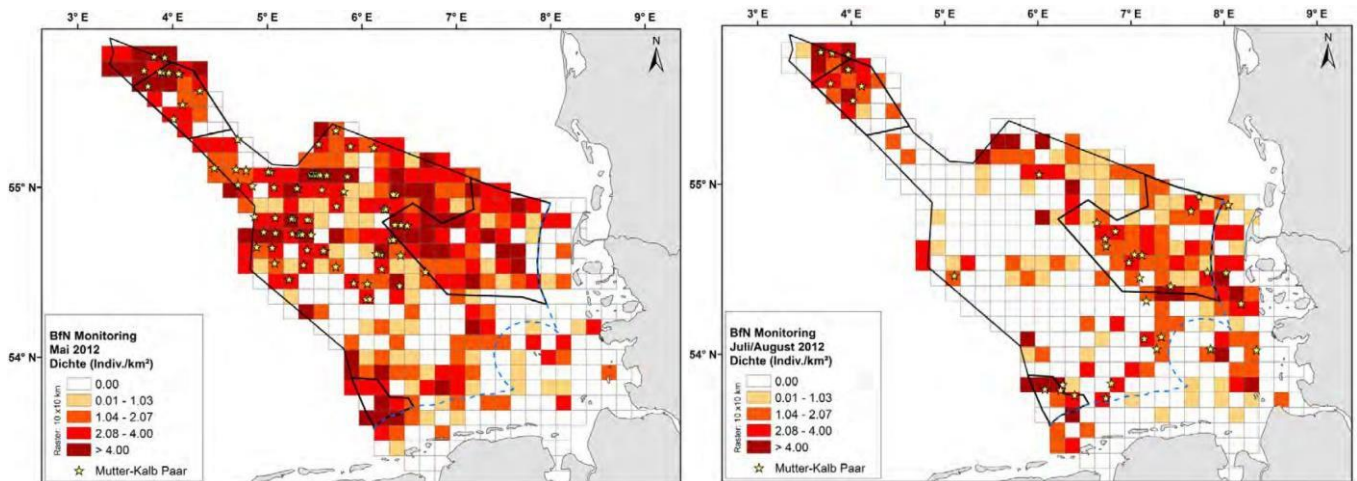 3° E 4° E 5° E 6° E 7° E 8° E 9° E
N
55° N
54° N
BfN Monitoring
Mai 2012
Dichte (Indiv./km²)
Raster: 10 x10 km
0.00
0.01 - 1.03
1.04 - 2.07
2.08 - 4.00
> 4.00
Mutter-Kalb Paar
3° E 4° E 5° E 6° E 7° E 8° E 9° E
N
55° N
54° N
BfN Monitoring
Juli/August 2012
Dichte (Indiv./km²)
Raster: 10 x10 km
0.00
0.01 - 1.03
1.04 - 2.07
2.08 - 4.00
> 4.00
Mutter-Kalb Paar